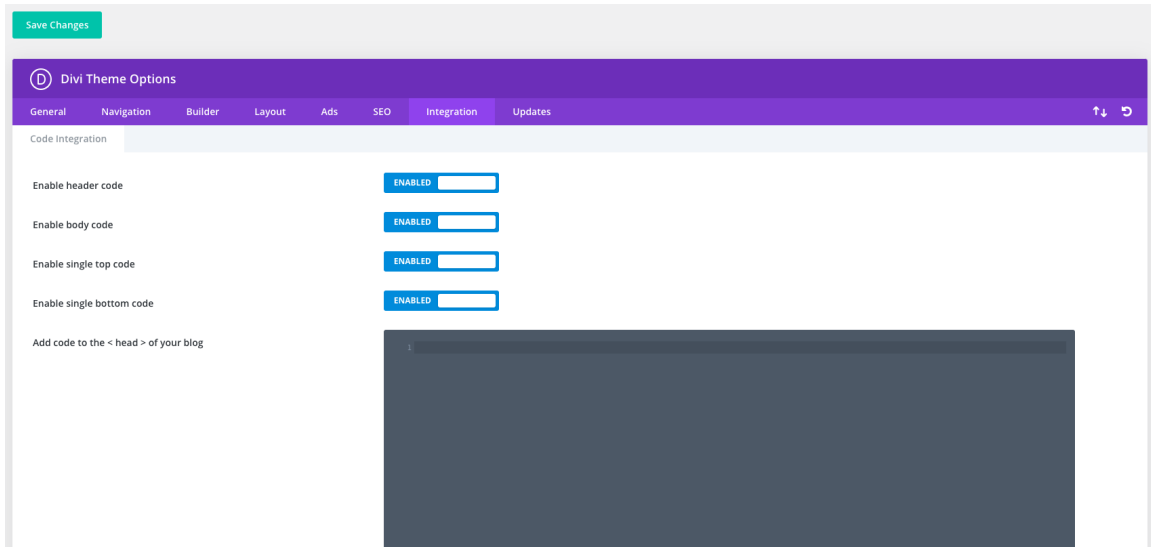 Save Changes
D Divi Theme Options
General Navigation Builder Layout Ads SEO Integration Updates
Code Integration
Enable header code ENABLED
Enable body code ENABLED
Enable single top code ENABLED
Enable single bottom code ENABLED
Add code to the < head > of your blog
1